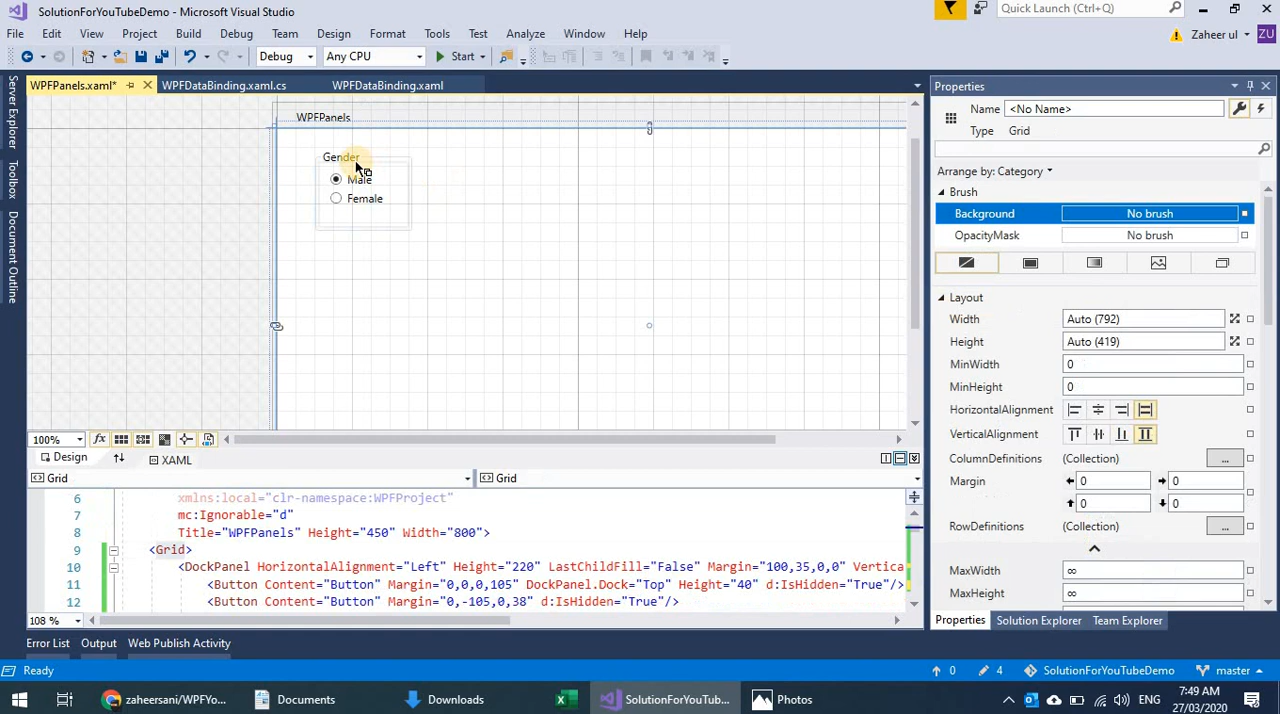 SolutionForYouTubeDemo - Microsoft Visual Studio
Quick Launch (Ctrl+Q)
File Edit View Project Build Debug Team Design Format Tools Test Analyze Window Help
Zaheer ul ZU
Debug Any CPU Start
WPFPanels.xaml* WPFDataBinding.xaml.cs WPFDataBinding.xaml
Server Explorer
Toolbox
Document Outline
WPFPanels
Gender
Male
Female
100% fx
Design XAML
Grid Grid
6 xmlns:local="clr-namespace:WPFProject"
7 mc:Ignorable="d"
8 Title="WPFPanels" Height="450" Width="800">
9 <Grid>
10 <DockPanel HorizontalAlignment="Left" Height="220" LastChildFill="False" Margin="100,35,0,0" Vertica
11 <Button Content="Button" Margin="0,0,0,105" DockPanel.Dock="Top" Height="40" d:IsHidden="True"/>
12 <Button Content="Button" Margin="0,-105,0,38" d:IsHidden="True"/>
108 %
Properties
Name <No Name>
Type Grid
Arrange by: Category
Brush
Background No brush
OpacityMask No brush
Layout
Width Auto (792)
Height Auto (419)
MinWidth 0
MinHeight 0
HorizontalAlignment
VerticalAlignment
ColumnDefinitions (Collection) ...
Margin 0 0
0 0
RowDefinitions (Collection) ...
MaxWidth ∞
MaxHeight ∞
Properties Solution Explorer Team Explorer
Error List Output Web Publish Activity
Ready 0 4 SolutionForYouTubeDemo master
zaheersani/WPFYo... Documents Downloads SolutionForYouTub... Photos
ENG 7:49 AM
27/03/2020